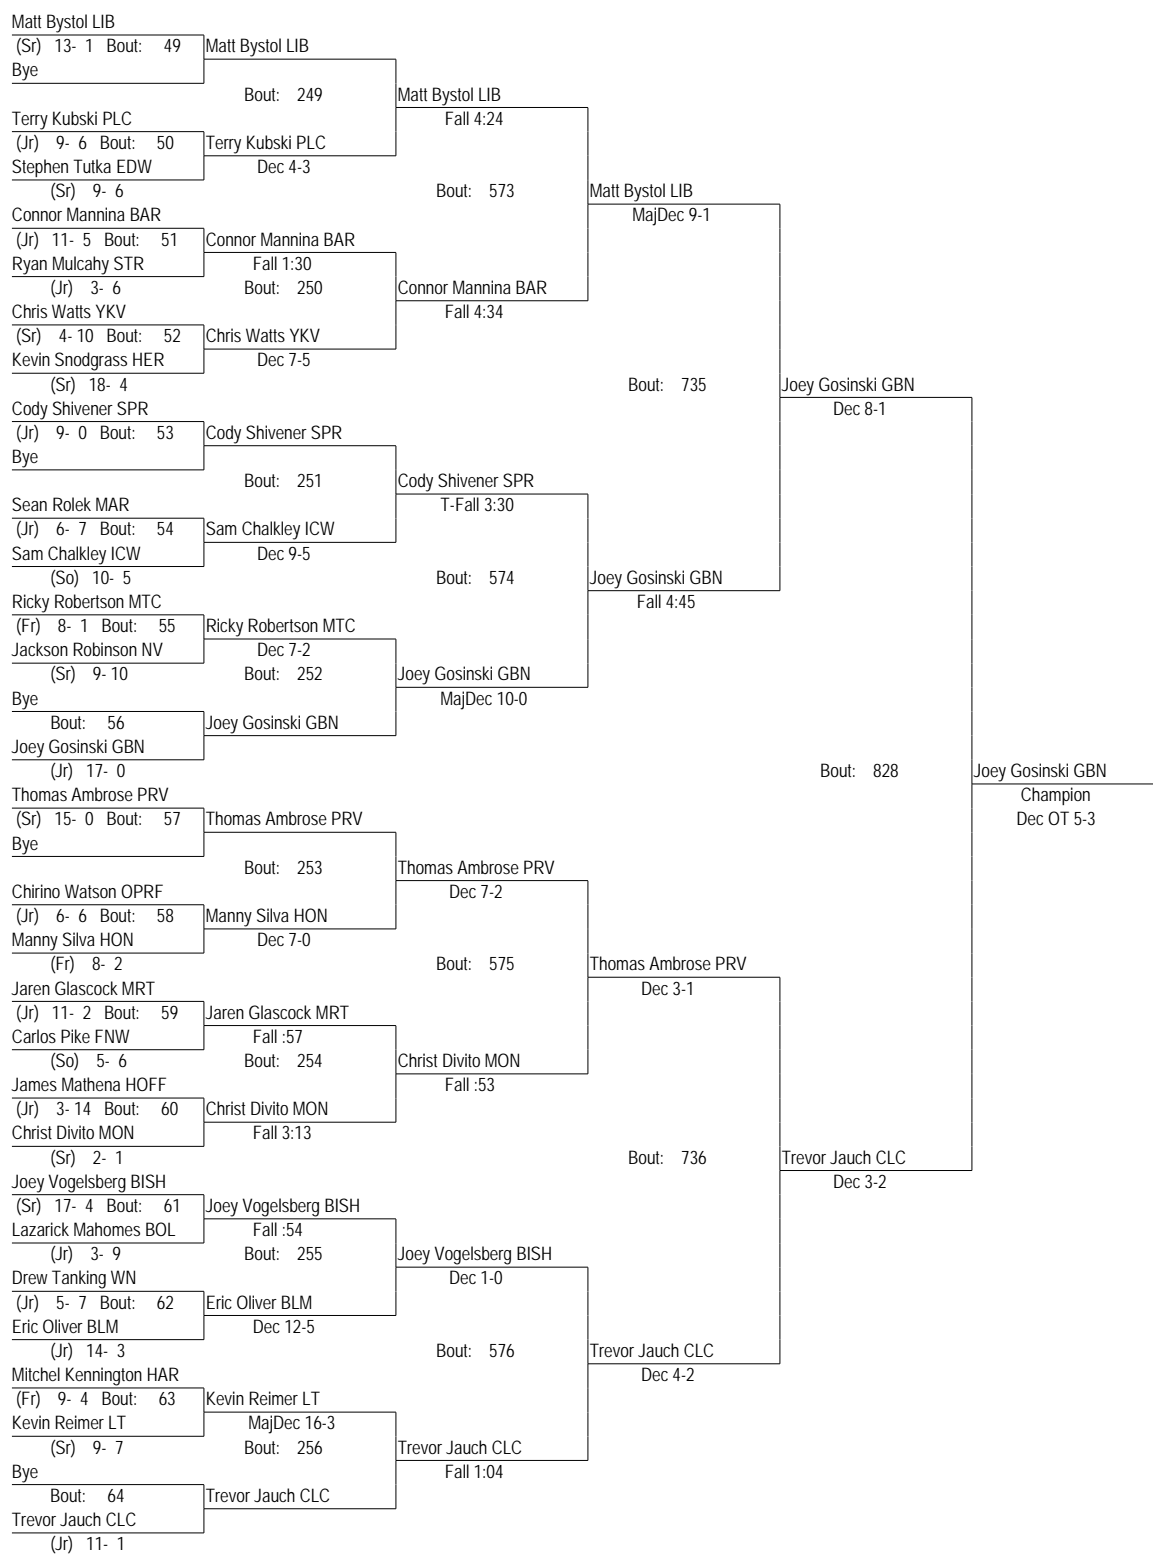 Matt Bystol LIB
(Sr) 13- 1 Bout: 49 Matt Bystol LIB
Bye
Bout: 249 Matt Bystol LIB
Terry Kubski PLC Fall 4:24
(Jr) 9- 6 Bout: 50 Terry Kubski PLC
Stephen Tutka EDW Dec 4-3
(Sr) 9- 6 Bout: 573 Matt Bystol LIB
Connor Mannina BAR MajDec 9-1
(Jr) 11- 5 Bout: 51 Connor Mannina BAR
Ryan Mulcahy STR Fall 1:30
(Jr) 3- 6 Bout: 250 Connor Mannina BAR
Chris Watts YKV Fall 4:34
(Sr) 4- 10 Bout: 52 Chris Watts YKV
Kevin Snodgrass HER Dec 7-5
(Sr) 18- 4 Bout: 735 Joey Gosinski GBN
Cody Shivener SPR Dec 8-1
(Jr) 9- 0 Bout: 53 Cody Shivener SPR
Bye
Bout: 251 Cody Shivener SPR
Sean Rolek MAR T-Fall 3:30
(Jr) 6- 7 Bout: 54 Sam Chalkley ICW
Sam Chalkley ICW Dec 9-5
(So) 10- 5 Bout: 574 Joey Gosinski GBN
Ricky Robertson MTC Fall 4:45
(Fr) 8- 1 Bout: 55 Ricky Robertson MTC
Jackson Robinson NV Dec 7-2
(Sr) 9- 10 Bout: 252 Joey Gosinski GBN
Bye MajDec 10-0
Bout: 56 Joey Gosinski GBN
Joey Gosinski GBN
(Jr) 17- 0 Bout: 828 Joey Gosinski GBN
Thomas Ambrose PRV Champion
(Sr) 15- 0 Bout: 57 Thomas Ambrose PRV Dec OT 5-3
Bye
Bout: 253 Thomas Ambrose PRV
Chirino Watson OPRF Dec 7-2
(Jr) 6- 6 Bout: 58 Manny Silva HON
Manny Silva HON Dec 7-0
(Fr) 8- 2 Bout: 575 Thomas Ambrose PRV
Jaren Glascock MRT Dec 3-1
(Jr) 11- 2 Bout: 59 Jaren Glascock MRT
Carlos Pike FNW Fall :57
(So) 5- 6 Bout: 254 Christ Divito MON
James Mathena HOFF Fall :53
(Jr) 3- 14 Bout: 60 Christ Divito MON
Christ Divito MON Fall 3:13
(Sr) 2- 1 Bout: 736 Trevor Jauch CLC
Joey Vogelsberg BISH Dec 3-2
(Sr) 17- 4 Bout: 61 Joey Vogelsberg BISH
Lazarick Mahomes BOL Fall :54
(Jr) 3- 9 Bout: 255 Joey Vogelsberg BISH
Drew Tanking WN Dec 1-0
(Jr) 5- 7 Bout: 62 Eric Oliver BLM
Eric Oliver BLM Dec 12-5
(Jr) 14- 3 Bout: 576 Trevor Jauch CLC
Mitchel Kennington HAR Dec 4-2
(Fr) 9- 4 Bout: 63 Kevin Reimer LT
Kevin Reimer LT MajDec 16-3
(Sr) 9- 7 Bout: 256 Trevor Jauch CLC
Bye Fall 1:04
Bout: 64 Trevor Jauch CLC
Trevor Jauch CLC
(Jr) 11- 1